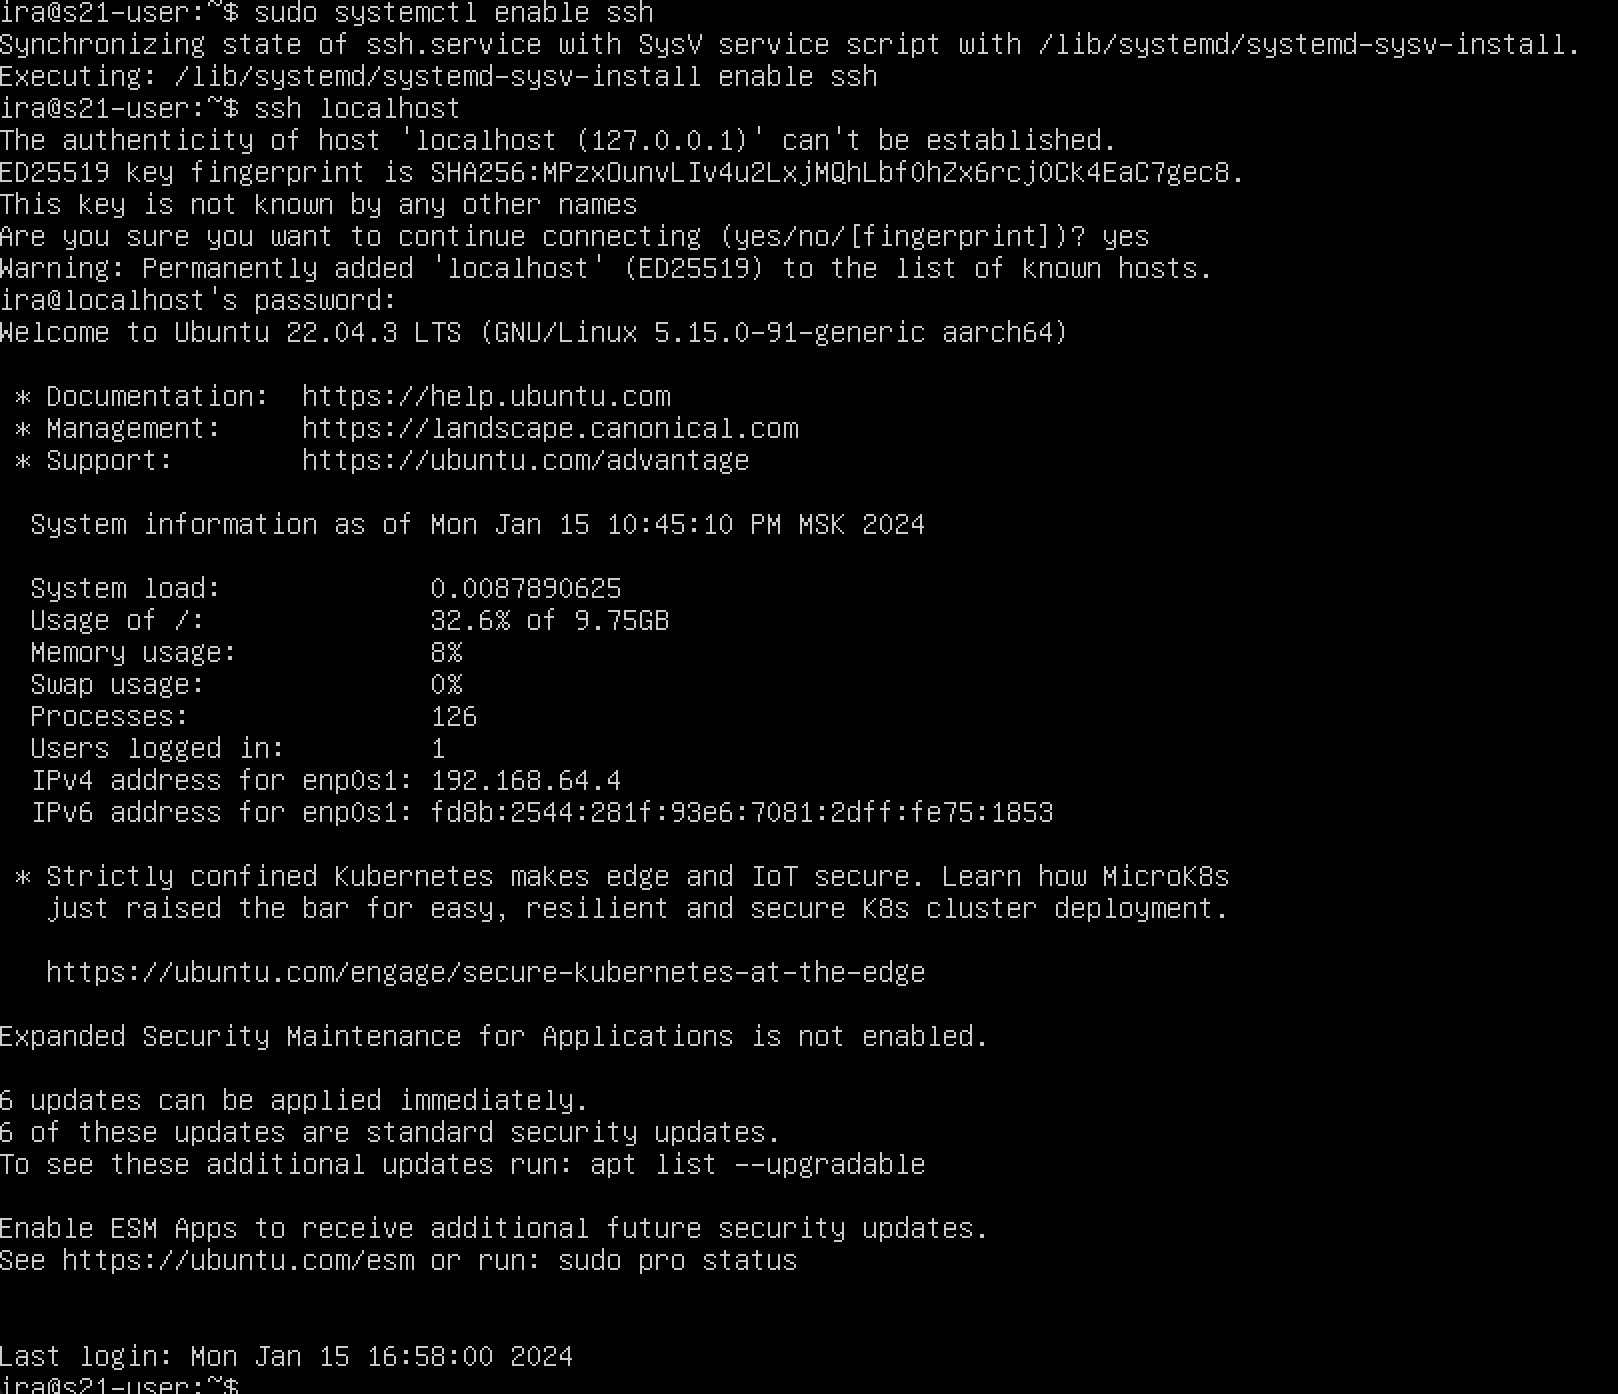 ira@s21-user:~$ sudo systemctl enable ssh
Synchronizing state of ssh.service with SysV service script with /lib/systemd/systemd-sysv-install.
Executing: /lib/systemd/systemd-sysv-install enable ssh
ira@s21-user:~$ ssh localhost
The authenticity of host 'localhost (127.0.0.1)' can't be established.
ED25519 key fingerprint is SHA256:MPzxOunvLIv4u2LxjMQhLbf0hZx6rcj0Ck4EaC7gec8.
This key is not known by any other names
Are you sure you want to continue connecting (yes/no/[fingerprint])? yes
Warning: Permanently added 'localhost' (ED25519) to the list of known hosts.
ira@localhost's password:
Welcome to Ubuntu 22.04.3 LTS (GNU/Linux 5.15.0-91-generic aarch64)

 * Documentation:  https://help.ubuntu.com
 * Management:     https://landscape.canonical.com
 * Support:        https://ubuntu.com/advantage

  System information as of Mon Jan 15 10:45:10 PM MSK 2024

  System load:             0.0087890625
  Usage of /:              32.6% of 9.75GB
  Memory usage:            8%
  Swap usage:              0%
  Processes:               126
  Users logged in:         1
  IPv4 address for enp0s1: 192.168.64.4
  IPv6 address for enp0s1: fd8b:2544:281f:93e6:7081:2dff:fe75:1853

 * Strictly confined Kubernetes makes edge and IoT secure. Learn how MicroK8s
   just raised the bar for easy, resilient and secure K8s cluster deployment.

   https://ubuntu.com/engage/secure-kubernetes-at-the-edge

Expanded Security Maintenance for Applications is not enabled.

6 updates can be applied immediately.
6 of these updates are standard security updates.
To see these additional updates run: apt list --upgradable

Enable ESM Apps to receive additional future security updates.
See https://ubuntu.com/esm or run: sudo pro status


Last login: Mon Jan 15 16:58:00 2024
ira@s21-user:~$